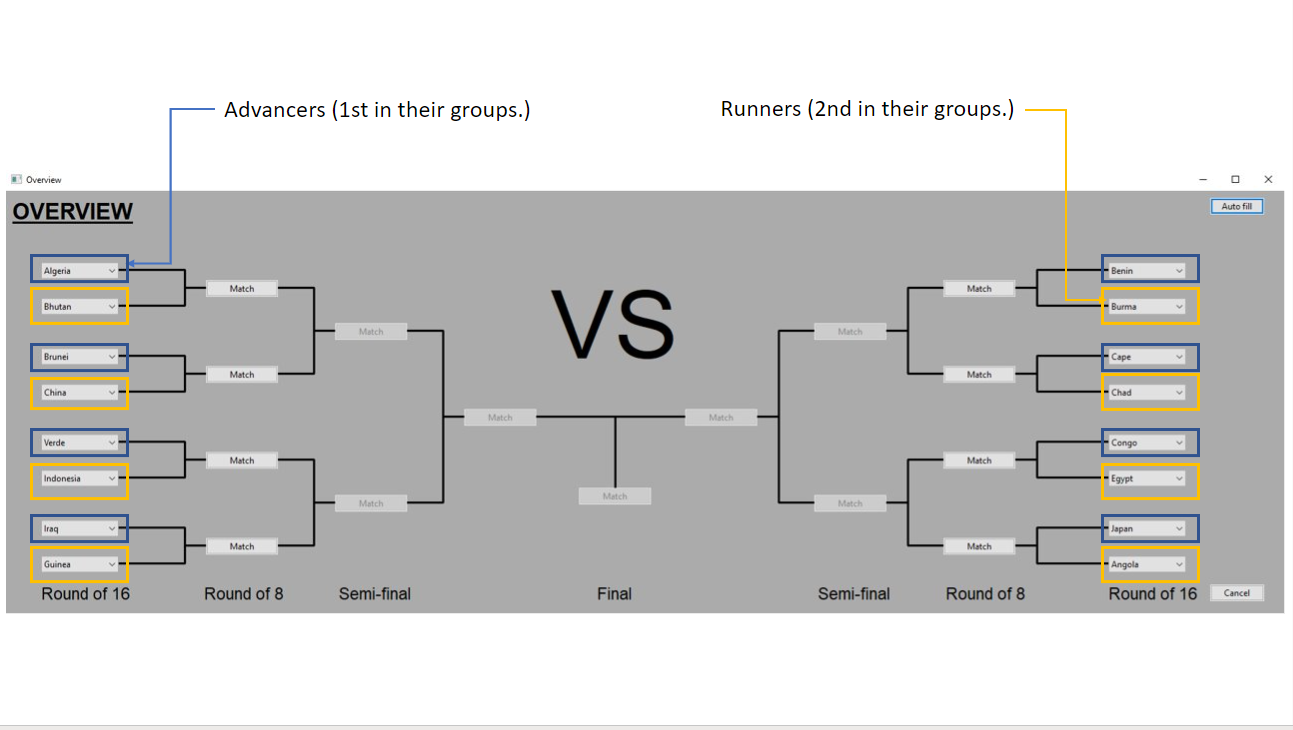 Advancers (1st in their groups.)
Runners (2nd in their groups.)
Overview
OVERVIEW
Auto fill
VS
Algeria
Bhutan
Match
Match
Brunei
China
Match
Match
Verde
Indonesia
Match
Match
Iraq
Guinea
Match
Match
Match
Match
Benin
Burma
Match
Match
Cape
Chad
Match
Congo
Egypt
Match
Match
Japan
Angola
Match
Round of 16
Round of 8
Semi-final
Final
Semi-final
Round of 8
Round of 16
Cancel